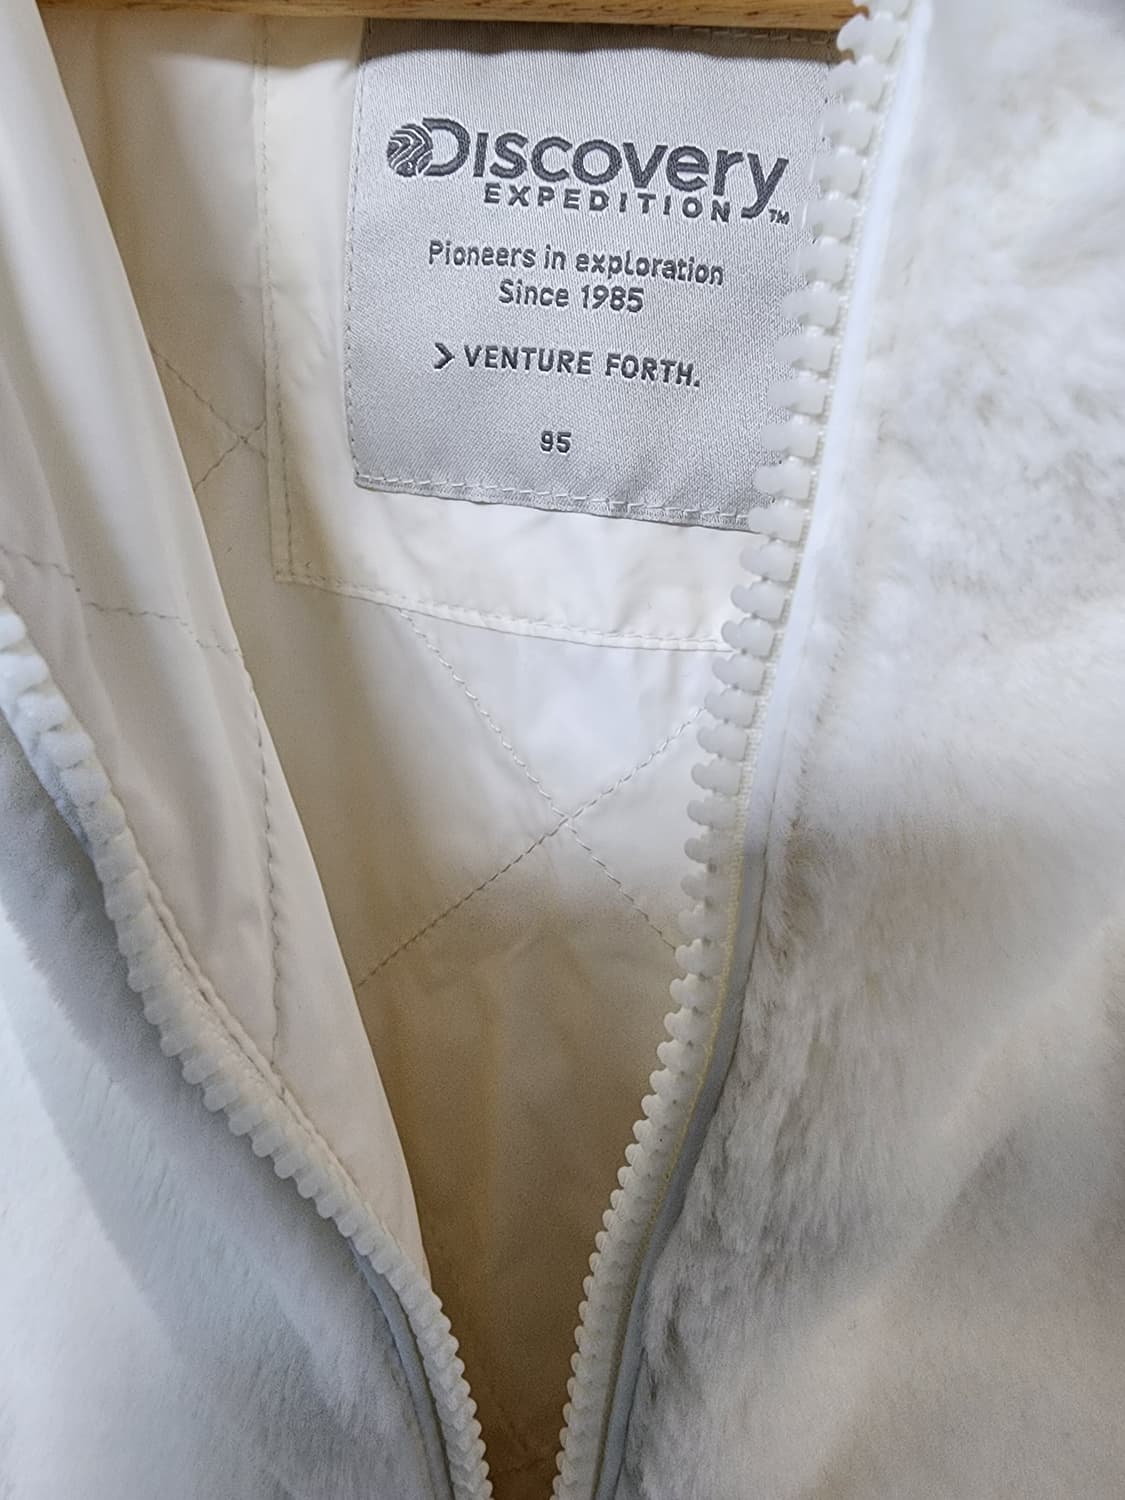 Discovery
EXPEDITION™
Pioneers in exploration
Since 1985
> VENTURE FORTH.
95